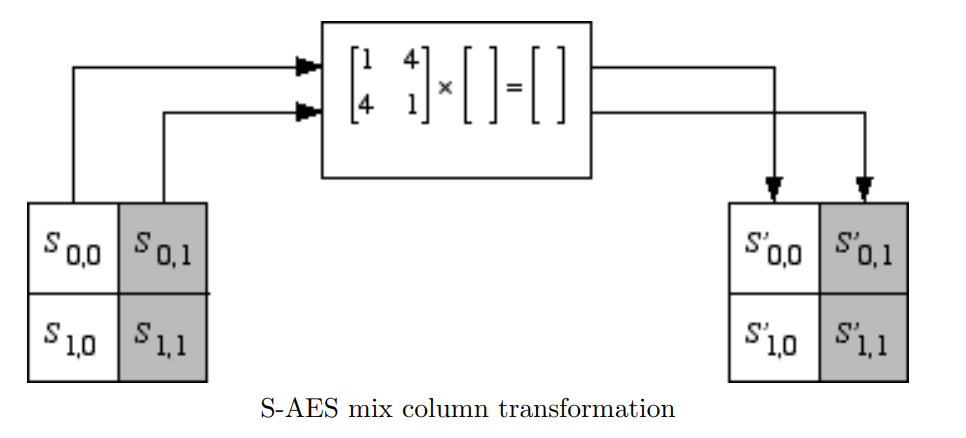 [1 4
4 1] × [ ] = [ ]
S0,0 S0,1 S'0,0 S'0,1
S1,0 S1,1 S'1,0 S'1,1
S-AES mix column transformation